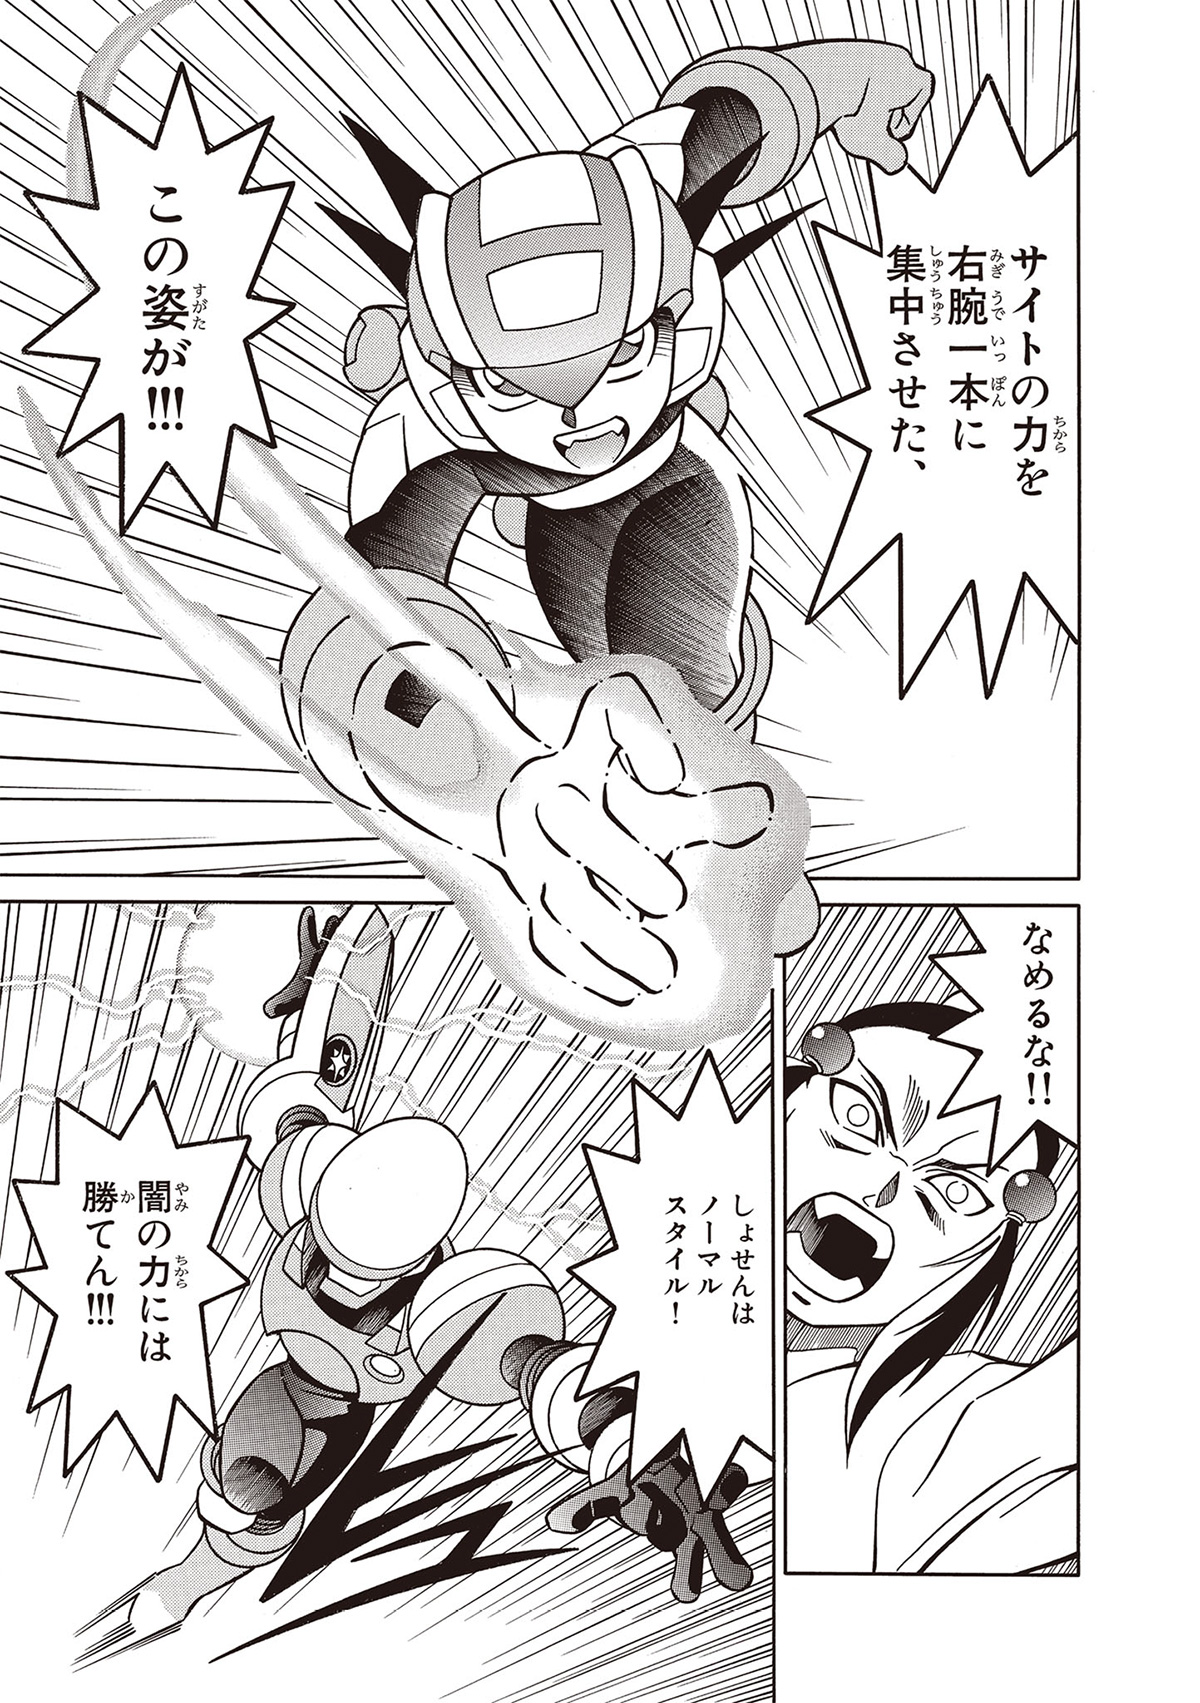 サイトの力を
右腕一本に
集中させた、
この姿が!!!
なめるな!!
しょせんは
ノーマル
スタイル!
闇の力には
勝てん!!!